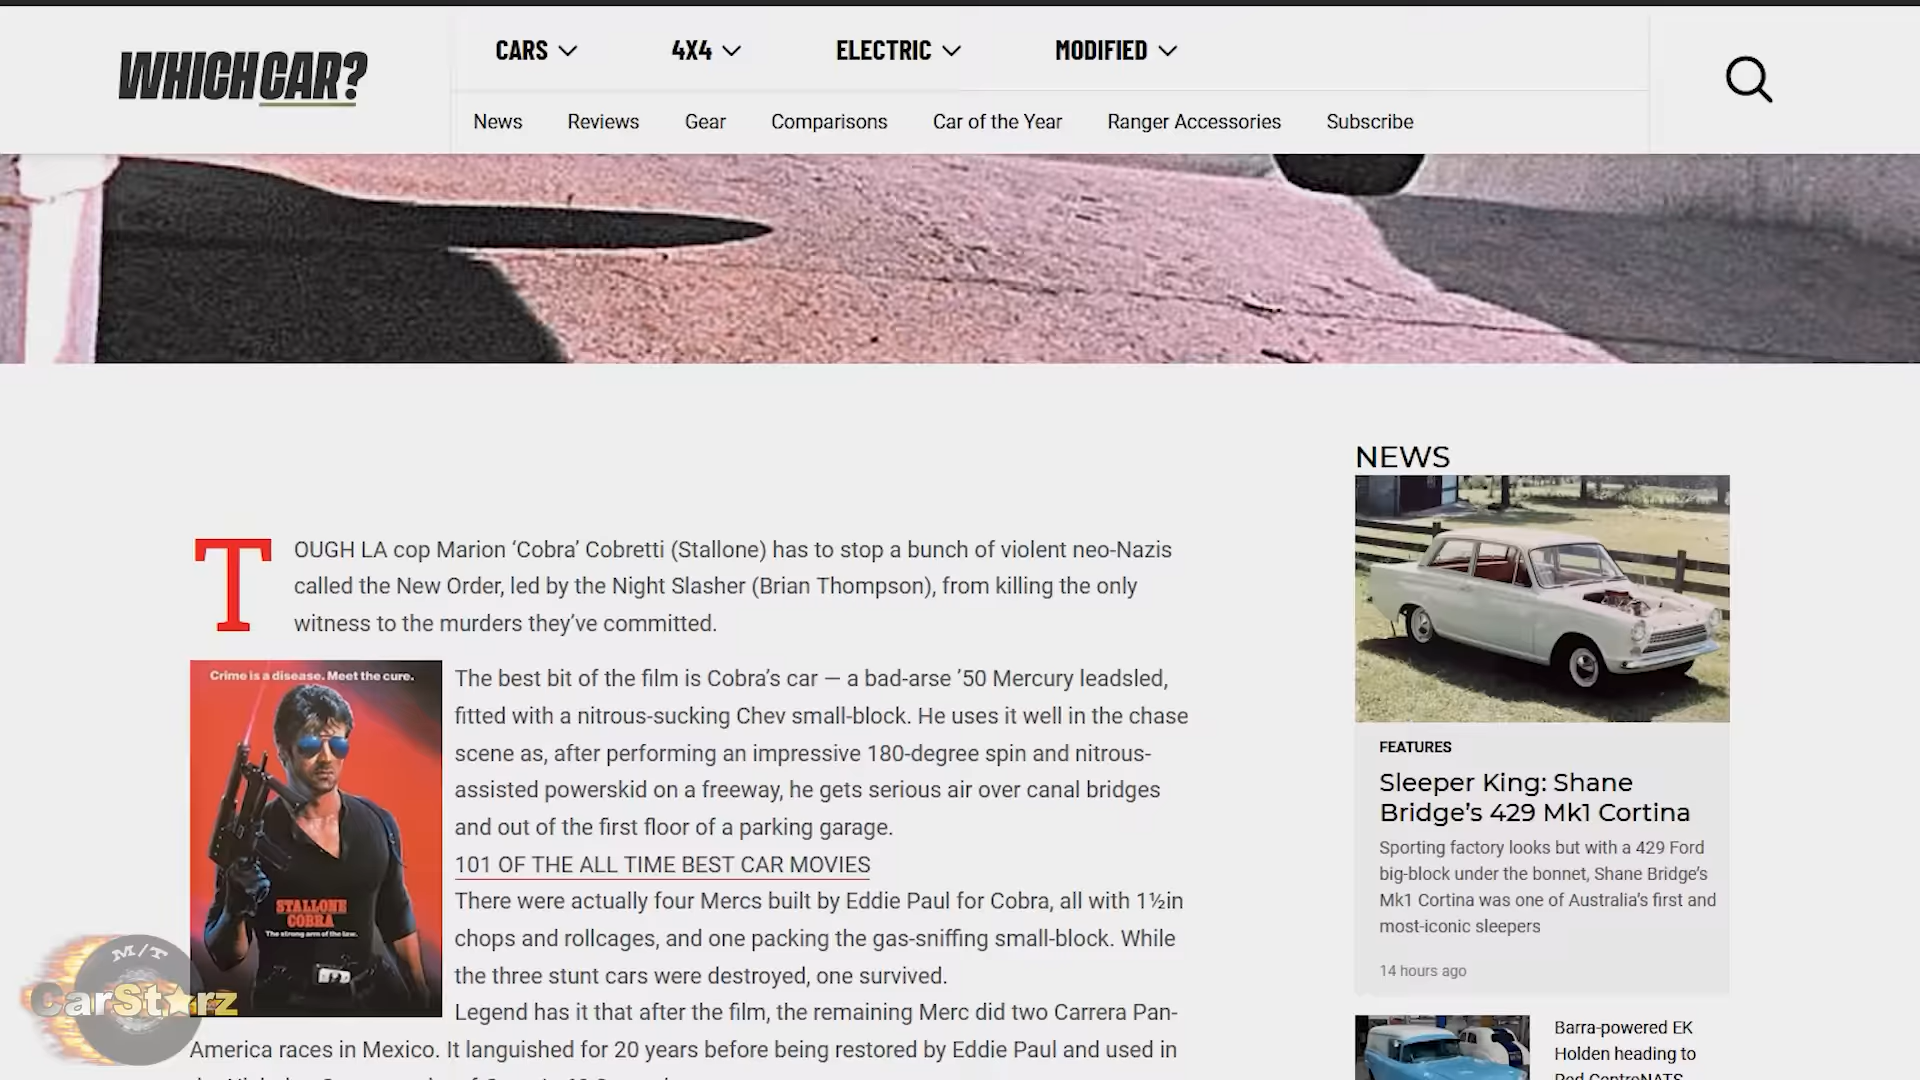 WHICHCAR?
CARS
4X4
ELECTRIC
MODIFIED
News
Reviews
Gear
Comparisons
Car of the Year
Ranger Accessories
Subscribe
TOUGH LA cop Marion ‘Cobra’ Cobretti (Stallone) has to stop a bunch of violent neo-Nazis
called the New Order, led by the Night Slasher (Brian Thompson), from killing the only
witness to the murders they’ve committed.
Crime is a disease. Meet the cure.
STALLONE
COBRA
The strong arm of the law.
The best bit of the film is Cobra’s car — a bad-arse ’50 Mercury leadsled,
fitted with a nitrous-sucking Chev small-block. He uses it well in the chase
scene as, after performing an impressive 180-degree spin and nitrous-
assisted powerskid on a freeway, he gets serious air over canal bridges
and out of the first floor of a parking garage.
101 OF THE ALL TIME BEST CAR MOVIES
There were actually four Mercs built by Eddie Paul for Cobra, all with 1½in
chops and rollcages, and one packing the gas-sniffing small-block. While
the three stunt cars were destroyed, one survived.
Legend has it that after the film, the remaining Merc did two Carrera Pan-
America races in Mexico. It languished for 20 years before being restored by Eddie Paul and used in
NEWS
FEATURES
Sleeper King: Shane
Bridge’s 429 Mk1 Cortina
Sporting factory looks but with a 429 Ford
big-block under the bonnet, Shane Bridge’s
Mk1 Cortina was one of Australia’s first and
most-iconic sleepers
14 hours ago
Barra-powered EK
Holden heading to
M/T
CarStarz